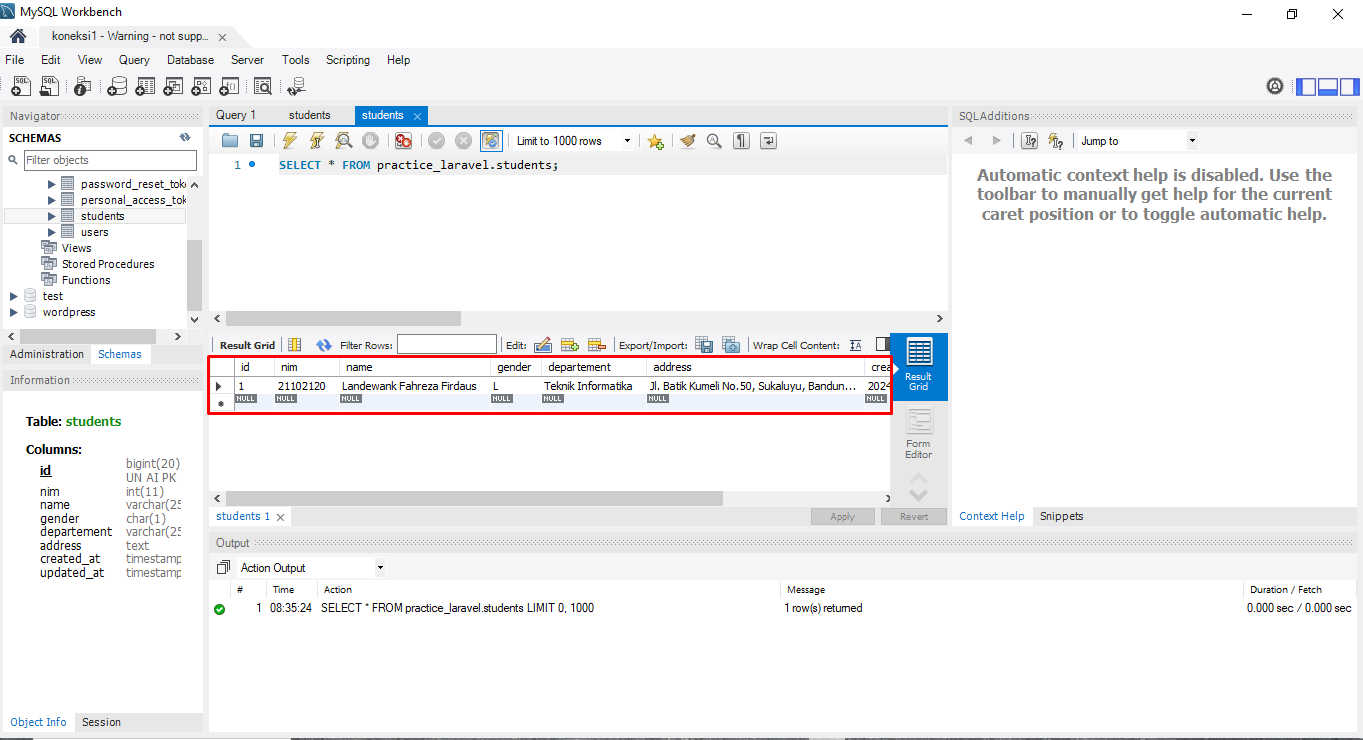 MySQL Workbench
koneksi1 - Warning - not supp...
File Edit View Query Database Server Tools Scripting Help
Navigator
SCHEMAS
Filter objects
password_reset_tok
personal_access_tok
students
users
Views
Stored Procedures
Functions
test
wordpress
Administration Schemas
Information
Table: students
Columns:
id bigint(20)
UN AI PK
nim int(11)
name varchar(25
gender char(1)
departement varchar(25
address text
created_at timestamp
updated_at timestamp
Object Info Session
Query 1 students students
Limit to 1000 rows
1 SELECT * FROM practice_laravel.students;
Result Grid Filter Rows: Edit: Export/Import: Wrap Cell Content:
id nim name gender departement address crea
1 21102120 Landewank Fahreza Firdaus L Teknik Informatika Jl. Batik Kumeli No.50, Sukaluyu, Bandun... 2024
NULL NULL NULL NULL NULL NULL NULL
Result
Grid
Form
Editor
students 1 Apply Revert
SQLAdditions
Jump to
Automatic context help is disabled. Use the
toolbar to manually get help for the current
caret position or to toggle automatic help.
Context Help Snippets
Output
Action Output
# Time Action Message Duration / Fetch
1 08:35:24 SELECT * FROM practice_laravel.students LIMIT 0, 1000 1 row(s) returned 0.000 sec / 0.000 sec